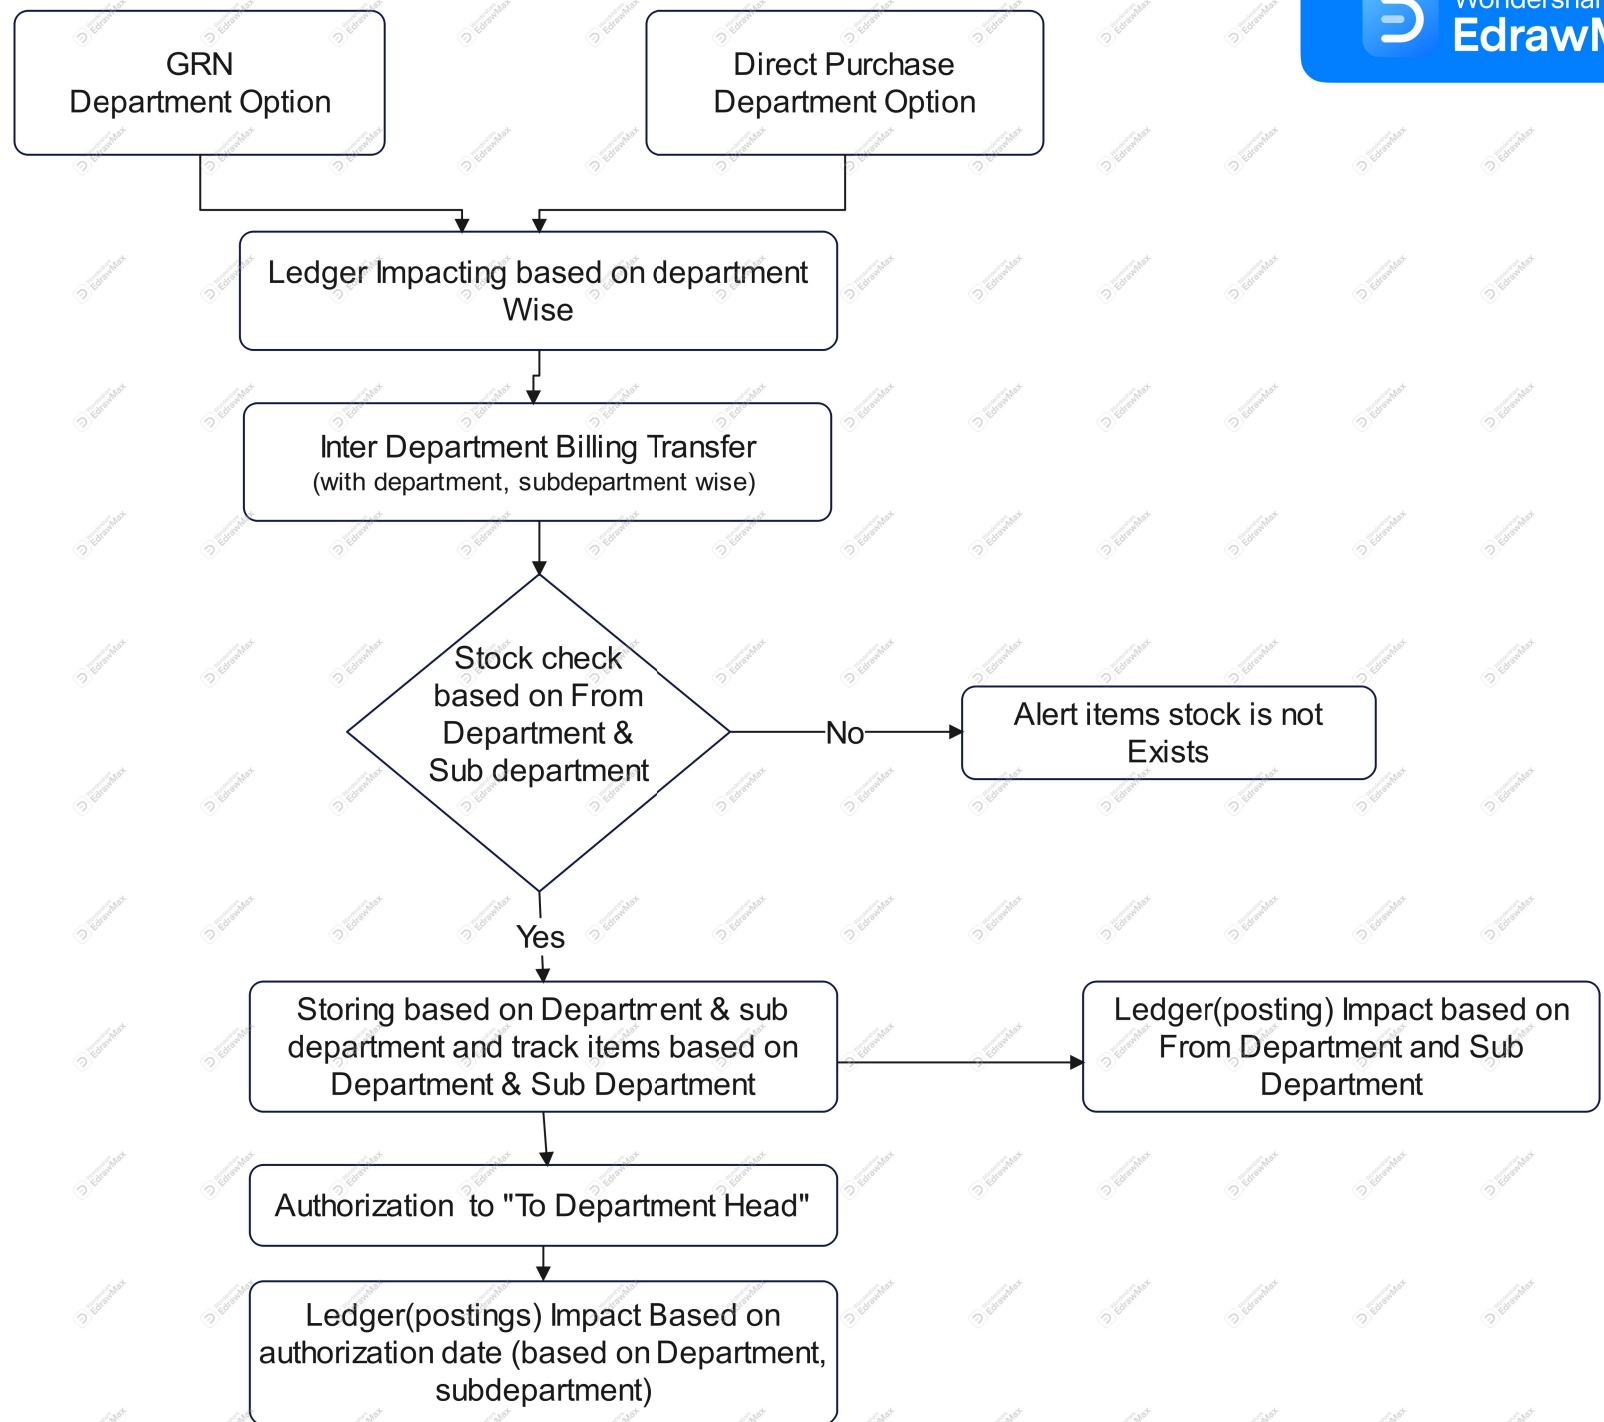 GRN
Department Option
Direct Purchase
Department Option
Wondershar
EdrawM
Ledger Impacting based on department
Wise
Inter Department Billing Transfer
(with department, subdepartment wise)
Stock check
based on From
Department &
Sub department
No
Alert items stock is not
Exists
Yes
Storing based on Department & sub
department and track items based on
Department & Sub Department
Ledger(posting) Impact based on
From Department and Sub
Department
Authorization  to "To Department Head"
Ledger(postings) Impact Based on
authorization date (based on Department,
subdepartment)